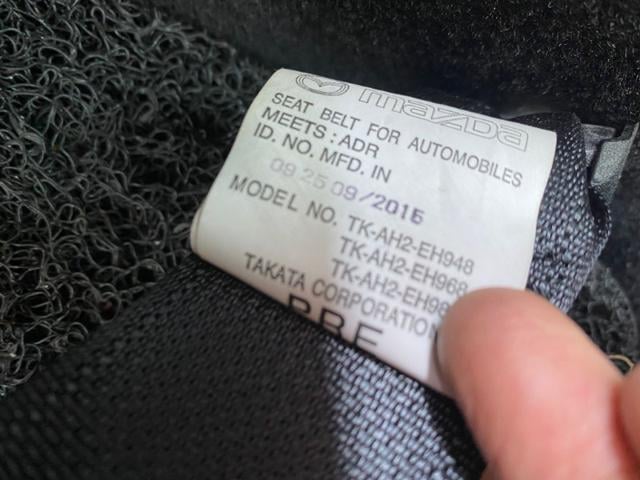 mazda
SEAT BELT FOR AUTOMOBILES
MEETS : ADR
ID. NO. MFD. IN
09 25 09/2016
MODEL NO. TK-AH2-EH948
TK-AH2-EH968
TAKATA CORPORATION